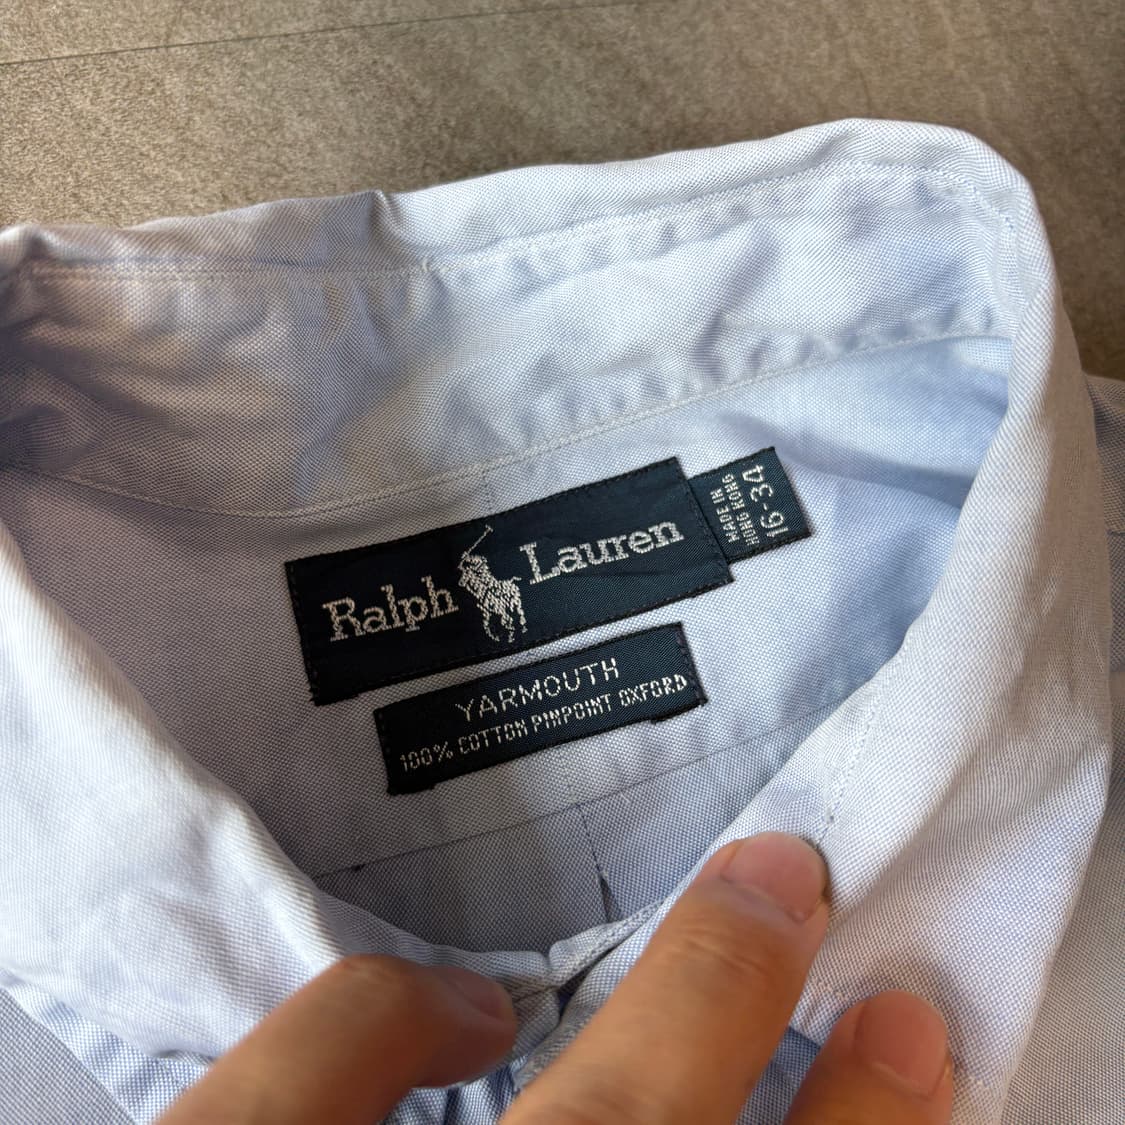 Ralph Lauren
MADE IN
HONG KONG
16-34
YARMOUTH
100% COTTON PINPOINT OXFORD